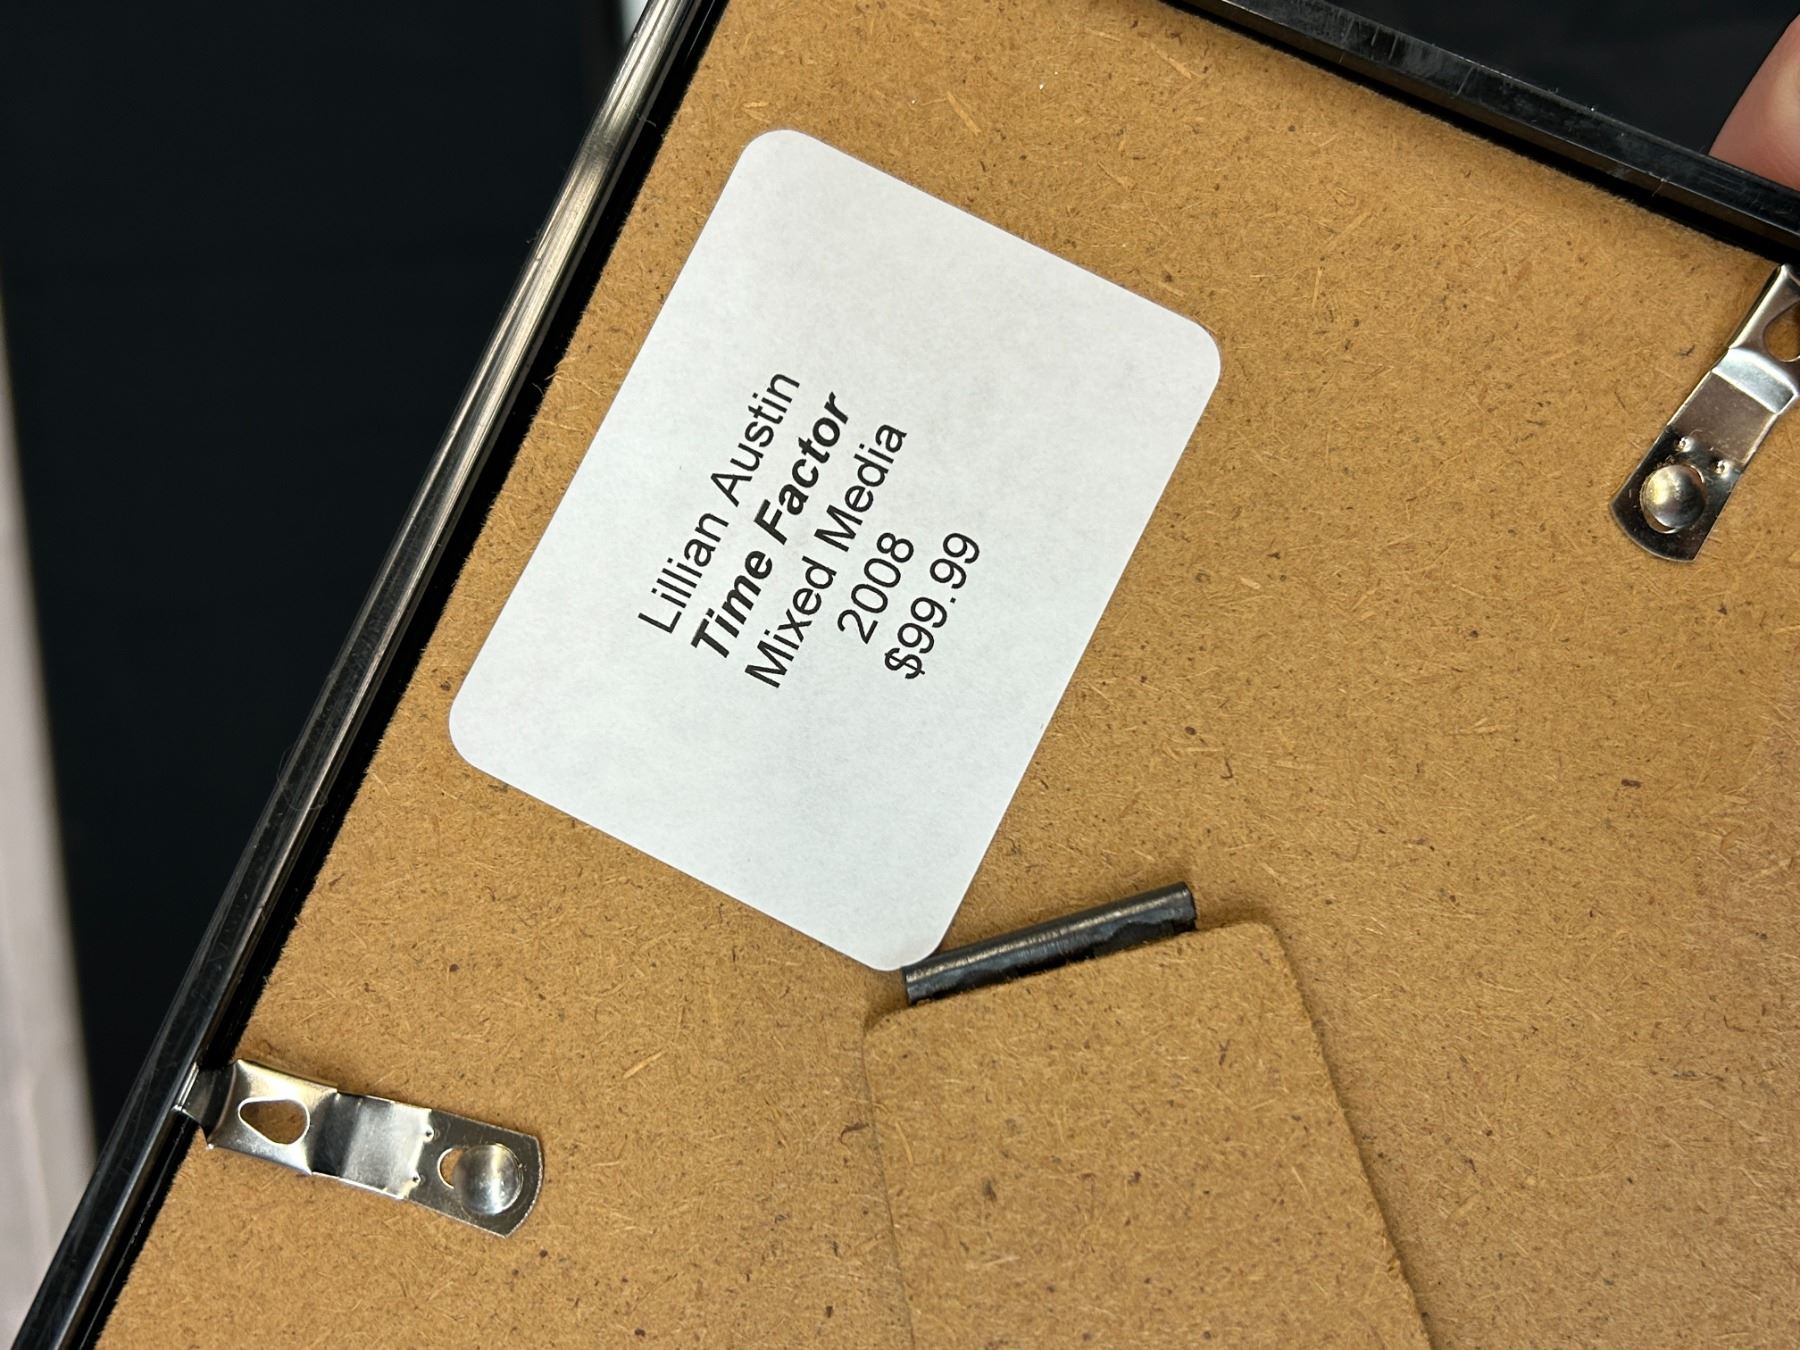 Lillian Austin
Time Factor
Mixed Media
2008
$99.99